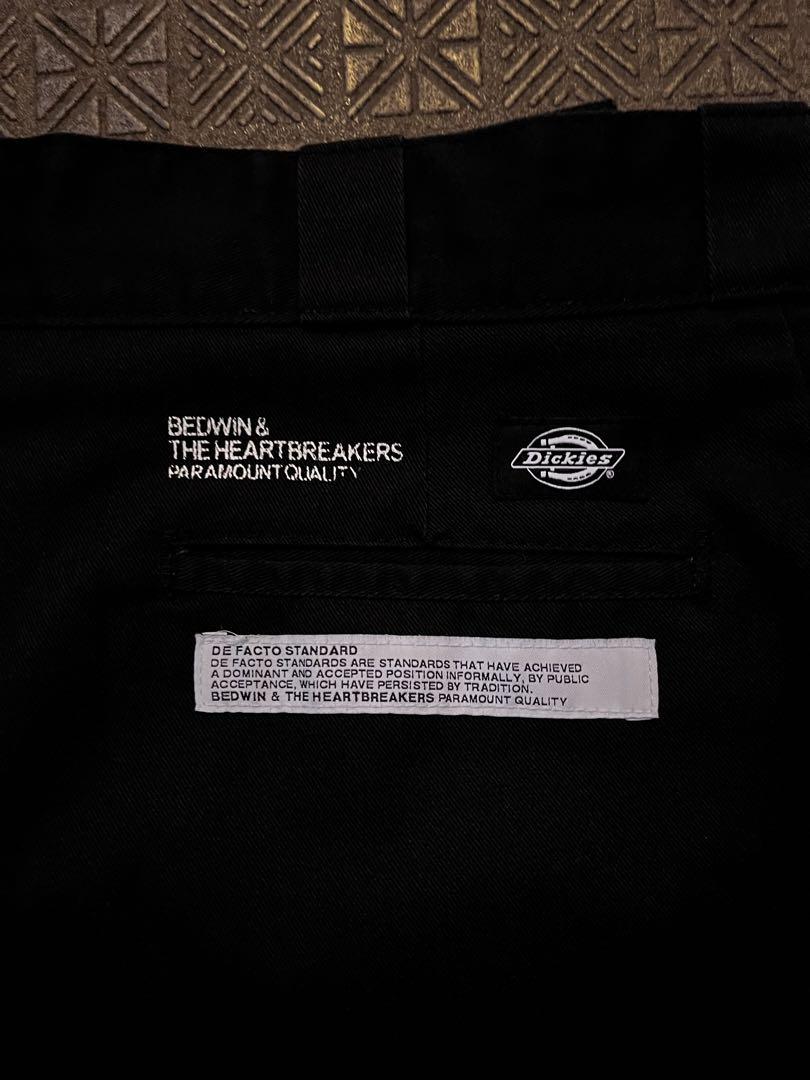 BEDWIN &
THE HEARTBREAKERS
PARAMOUNT QUALITY
Dickies®
DE FACTO STANDARD
DE FACTO STANDARDS ARE STANDARDS THAT HAVE ACHIEVED
A DOMINANT AND ACCEPTED POSITION INFORMALLY, BY PUBLIC
ACCEPTANCE, WHICH HAVE PERSISTED BY TRADITION.
BEDWIN & THE HEARTBREAKERS PARAMOUNT QUALITY